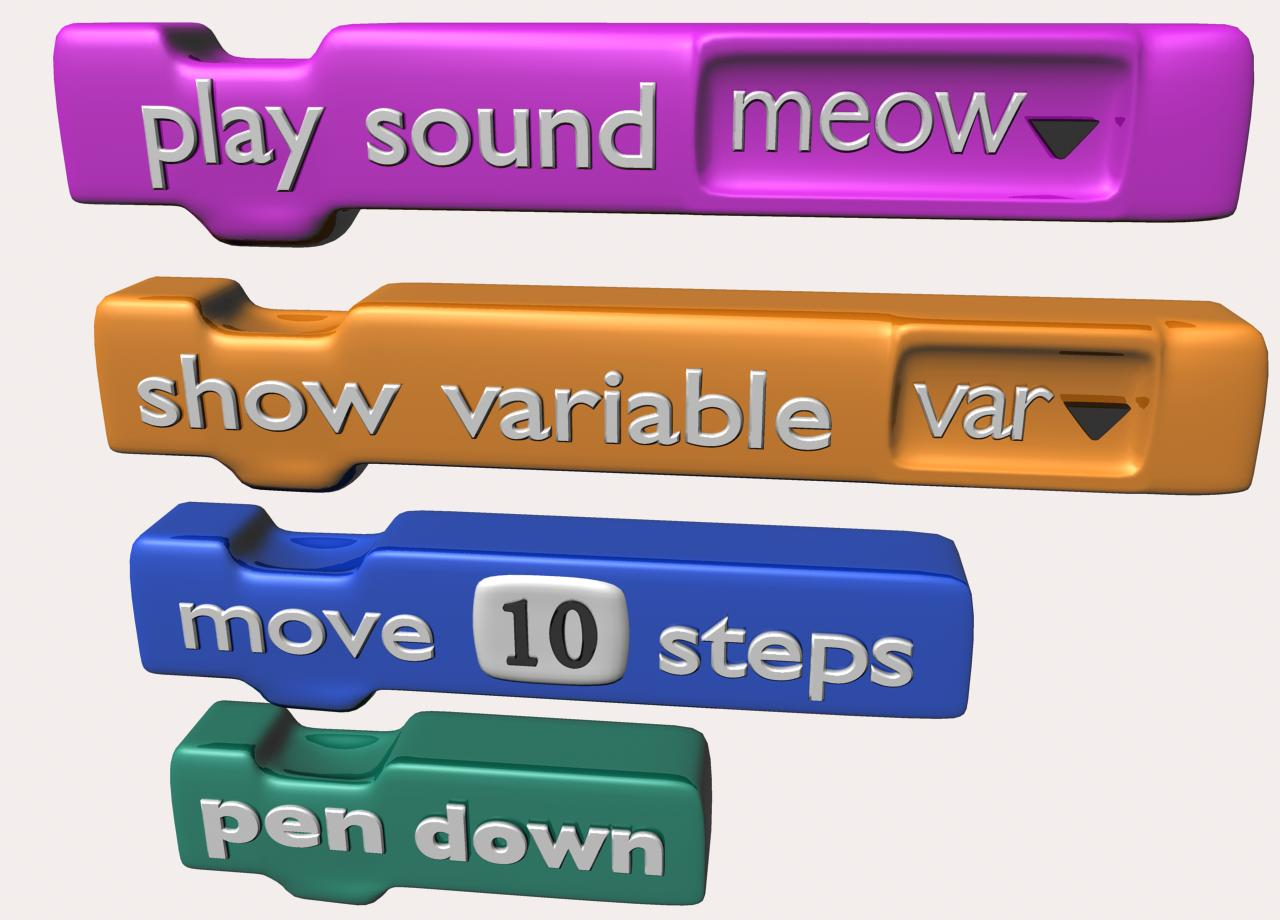 play sound meow
show variable var
move 10 steps
pen down